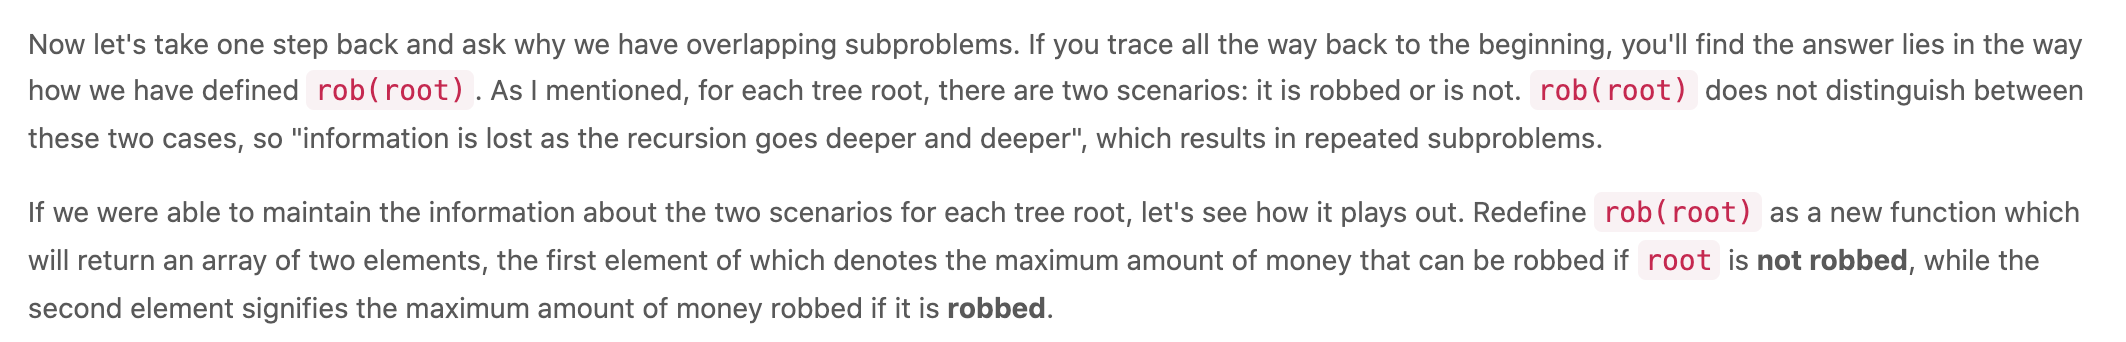 Now let's take one step back and ask why we have overlapping subproblems. If you trace all the way back to the beginning, you'll find the answer lies in the way
how we have defined rob(root). As I mentioned, for each tree root, there are two scenarios: it is robbed or is not. rob(root) does not distinguish between
these two cases, so "information is lost as the recursion goes deeper and deeper", which results in repeated subproblems.
If we were able to maintain the information about the two scenarios for each tree root, let's see how it plays out. Redefine rob(root) as a new function which
will return an array of two elements, the first element of which denotes the maximum amount of money that can be robbed if root is not robbed, while the
second element signifies the maximum amount of money robbed if it is robbed.